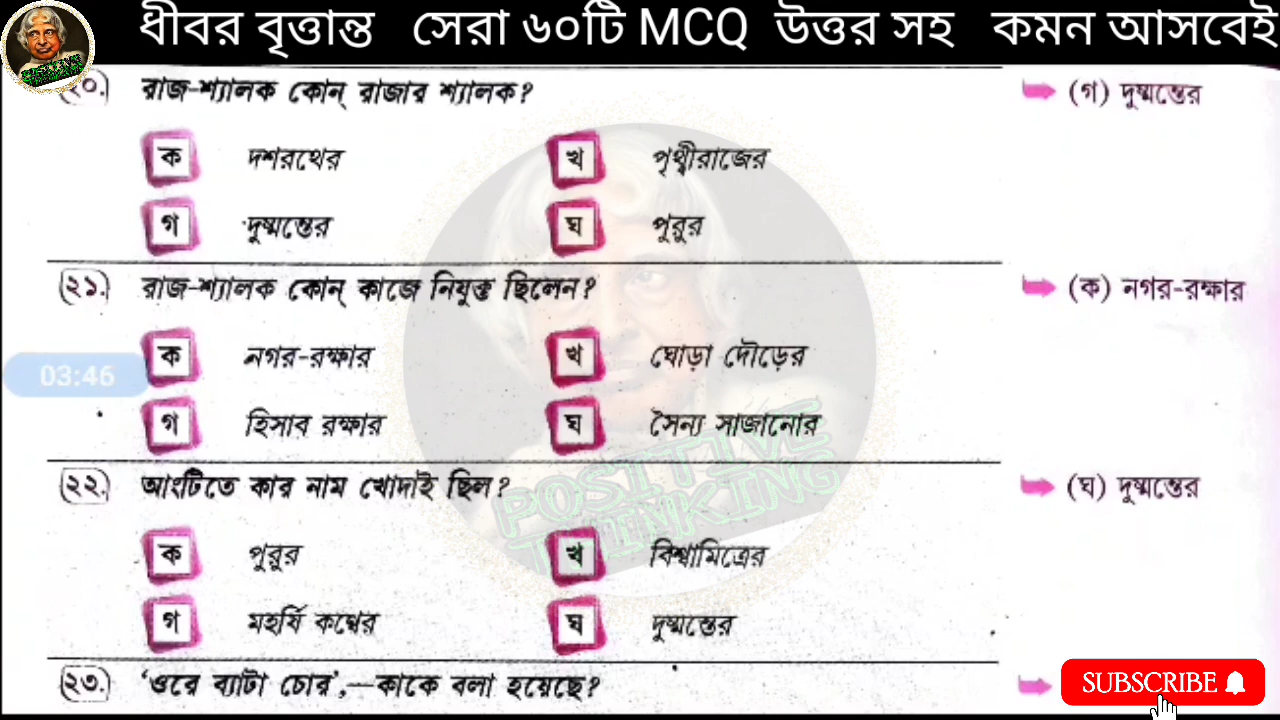 ধীবর বৃত্তান্ত সেরা ৬০টি MCQ উত্তর সহ কমন আসবেই
২০. রাজ-শ্যালক কোন্ রাজার শ্যালক? (গ) দুষ্মন্তের
ক দশরথের খ পৃথ্বীরাজের
গ দুষ্মন্তের ঘ পুরুর
২১. রাজ-শ্যালক কোন্ কাজে নিযুক্ত ছিলেন? (ক) নগর-রক্ষার
03:46
ক নগর-রক্ষার খ ঘোড়া দৌড়ের
গ হিসাব রক্ষার ঘ সৈন্য সাজানোর
২২. আংটিতে কার নাম খোদাই ছিল? (ঘ) দুষ্মন্তের
POSITIVE THINKING
ক পুরুর খ বিশ্বামিত্রের
গ মহর্ষি কণ্বের ঘ দুষ্মন্তের
২৩. 'ওরে ব্যাটা চোর',—কাকে বলা হয়েছে?
SUBSCRIBE